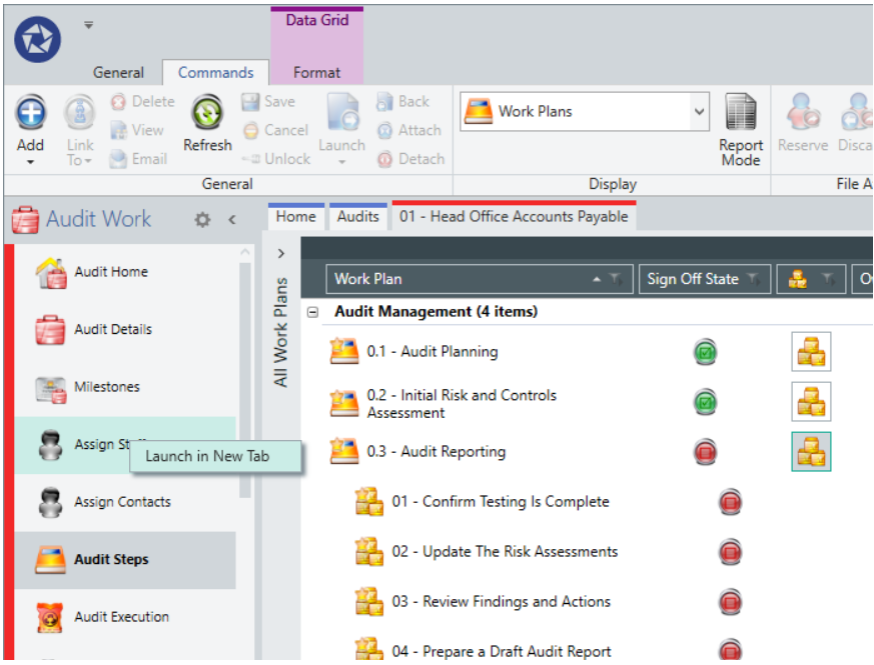 Data Grid
General
Commands
Format
Add
Link To
Delete
View
Email
Refresh
Save
Cancel
Unlock
Launch
Back
Attach
Detach
Work Plans
Report Mode
Reserve
General
Display
Audit Work
Home
Audits
01 - Head Office Accounts Payable
Audit Home
Audit Details
Milestones
Assign
Launch in New Tab
Assign Contacts
Audit Steps
Audit Execution
All Work Plans
Work Plan
Sign Off State
Audit Management (4 items)
0.1 - Audit Planning
0.2 - Initial Risk and Controls
Assessment
0.3 - Audit Reporting
01 - Confirm Testing Is Complete
02 - Update The Risk Assessments
03 - Review Findings and Actions
04 - Prepare a Draft Audit Report